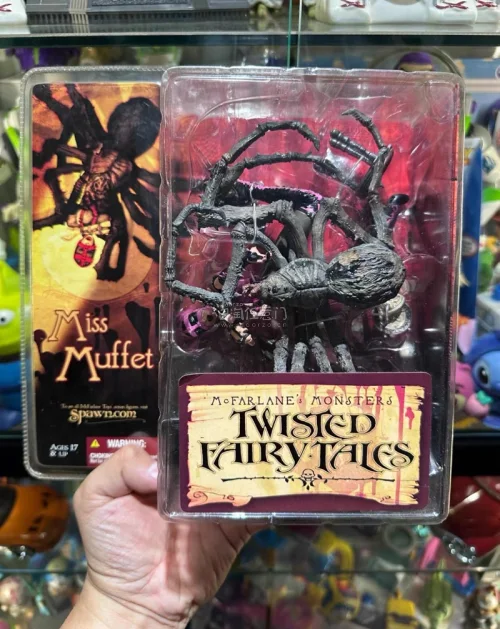 Miss
Muffet
Spawn.com
AGES 17
& UP
WARNING:
McFARLANE'S MONSTERS
TWISTED
FAIRY TALES